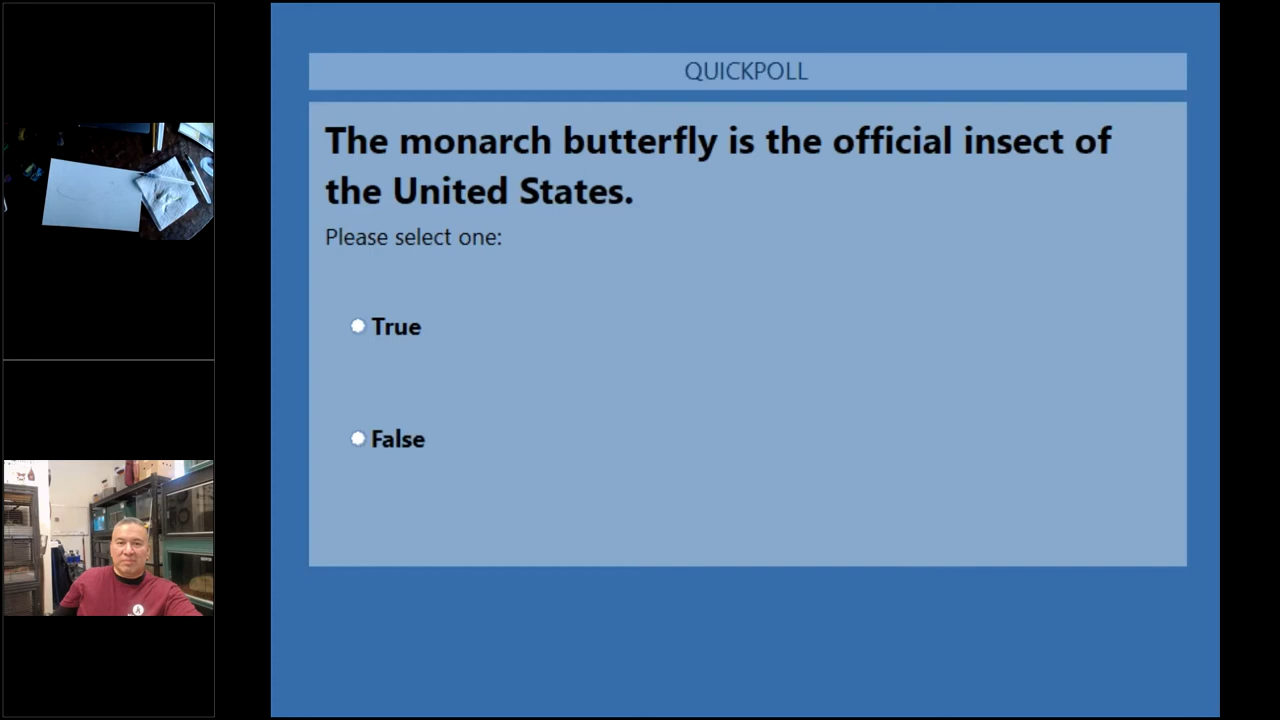 QUICKPOLL
The monarch butterfly is the official insect of
the United States.
Please select one:
True
False